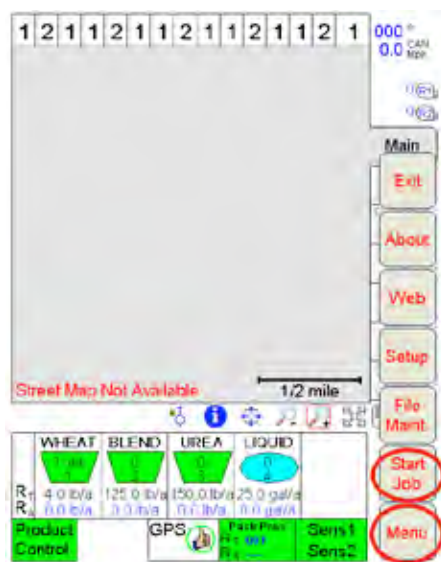 1 2 1 1 2 1 2 1 1 2 1 1 2 1
000 °
0.0 CAN
Main
Exit
About
Web
Setup
Street Map Not Available
1/2 mile
File
Maint.
WHEAT BLEND UREA LIQUID
Start
Job
4.0 lb/a 125.0 lb/a 150.0 lb/a 25.0 gal/a
0.0 lb/a 0.0 lb/a 0.0 lb/a 0.0 gal/a
Menu
Product
Control
GPS
Sens1
Sens2